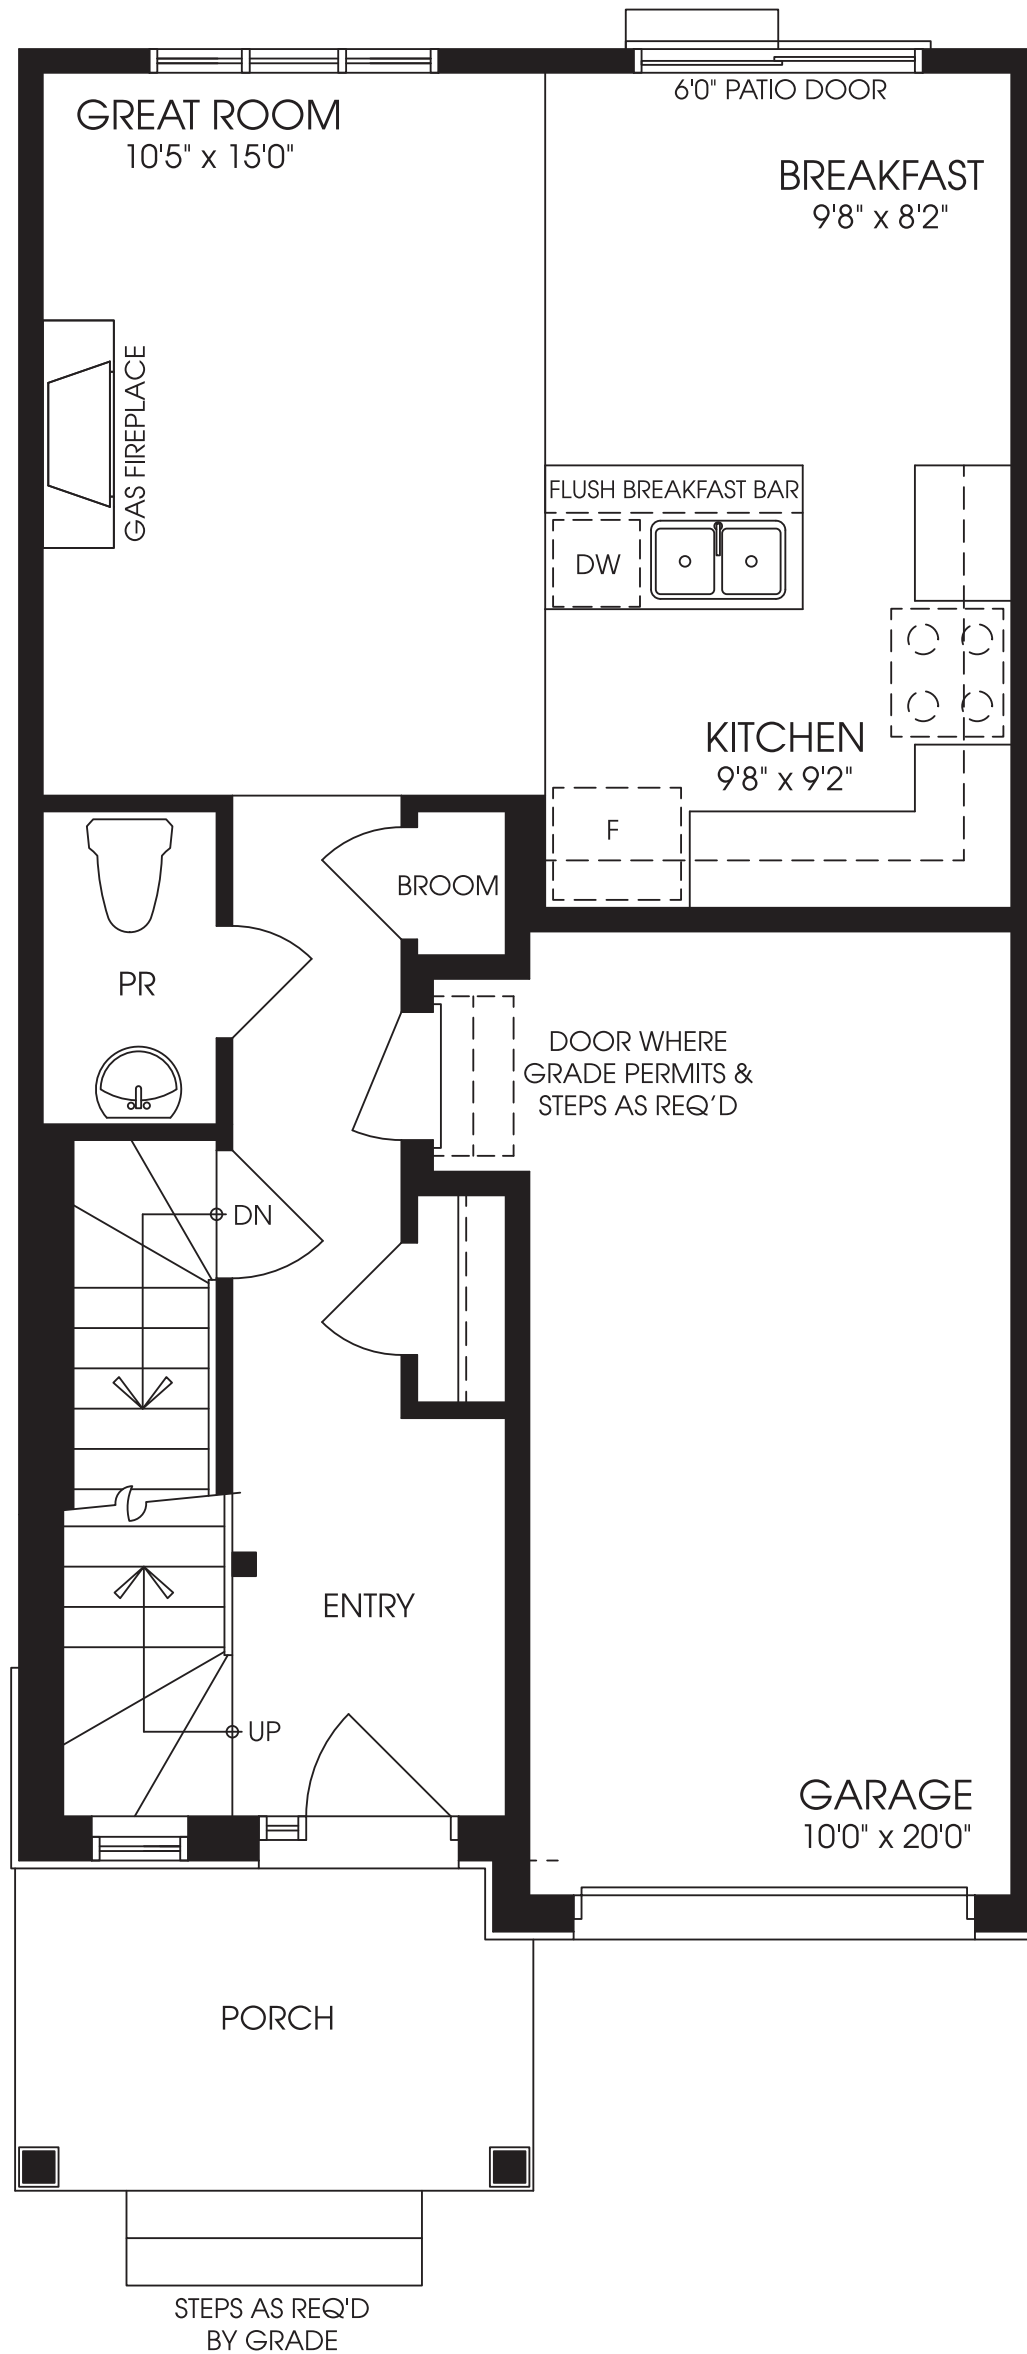 6'0" PATIO DOOR
GREAT ROOM
10'5" x 15'0"
BREAKFAST
9'8" x 8'2"
GAS FIREPLACE
FLUSH BREAKFAST BAR
DW
KITCHEN
9'8" x 9'2"
F
BROOM
PR
DOOR WHERE
GRADE PERMITS &
STEPS AS REQ’D
DN
ENTRY
UP
GARAGE
10'0" x 20'0"
PORCH
STEPS AS REQ'D
BY GRADE